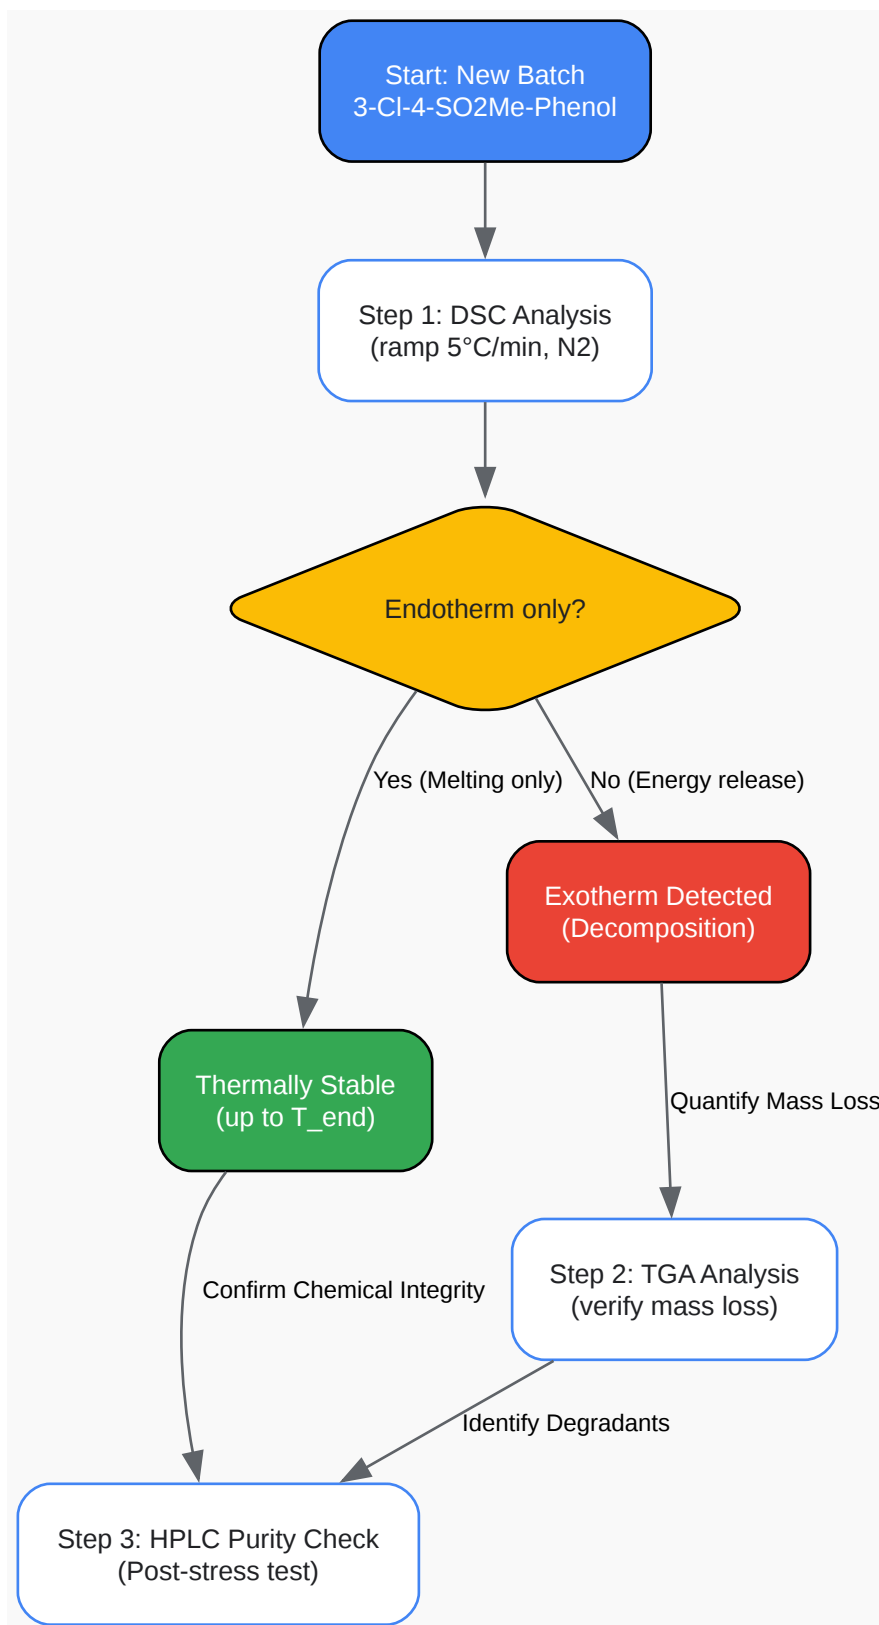 Start: New Batch
3-Cl-4-SO2Me-Phenol
Step 1: DSC Analysis
(ramp 5°C/min, N2)
Endotherm only?
Yes (Melting only)
No (Energy release)
Exotherm Detected
(Decomposition)
Thermally Stable
(up to T_end)
Quantify Mass Loss
Step 2: TGA Analysis
(verify mass loss)
Confirm Chemical Integrity
Identify Degradants
Step 3: HPLC Purity Check
(Post-stress test)